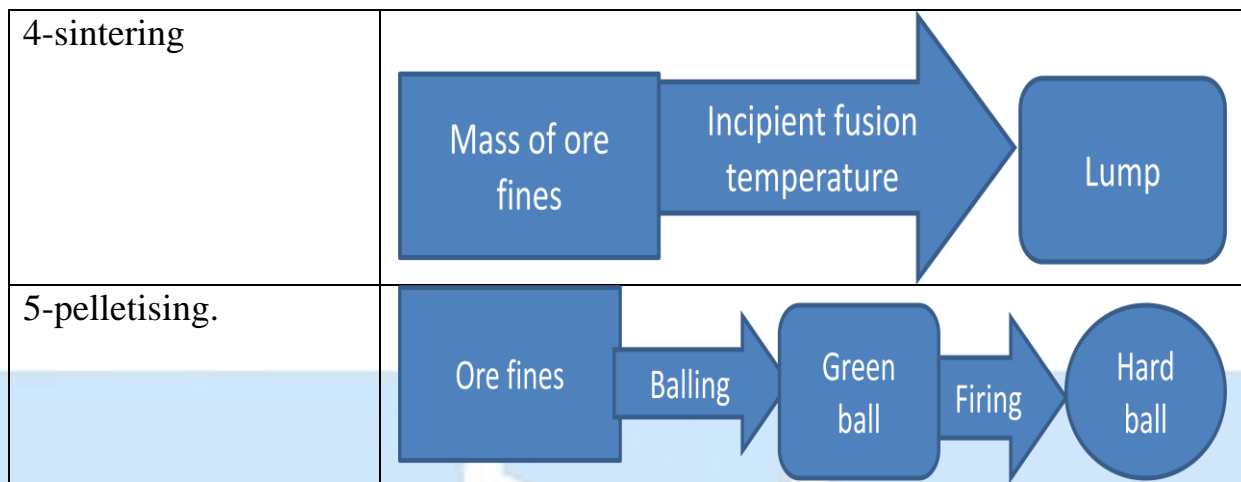 4-sintering
Mass of ore
fines
Incipient fusion
temperature
Lump
5-pelletising.
Ore fines
Balling
Green
ball
Firing
Hard
ball